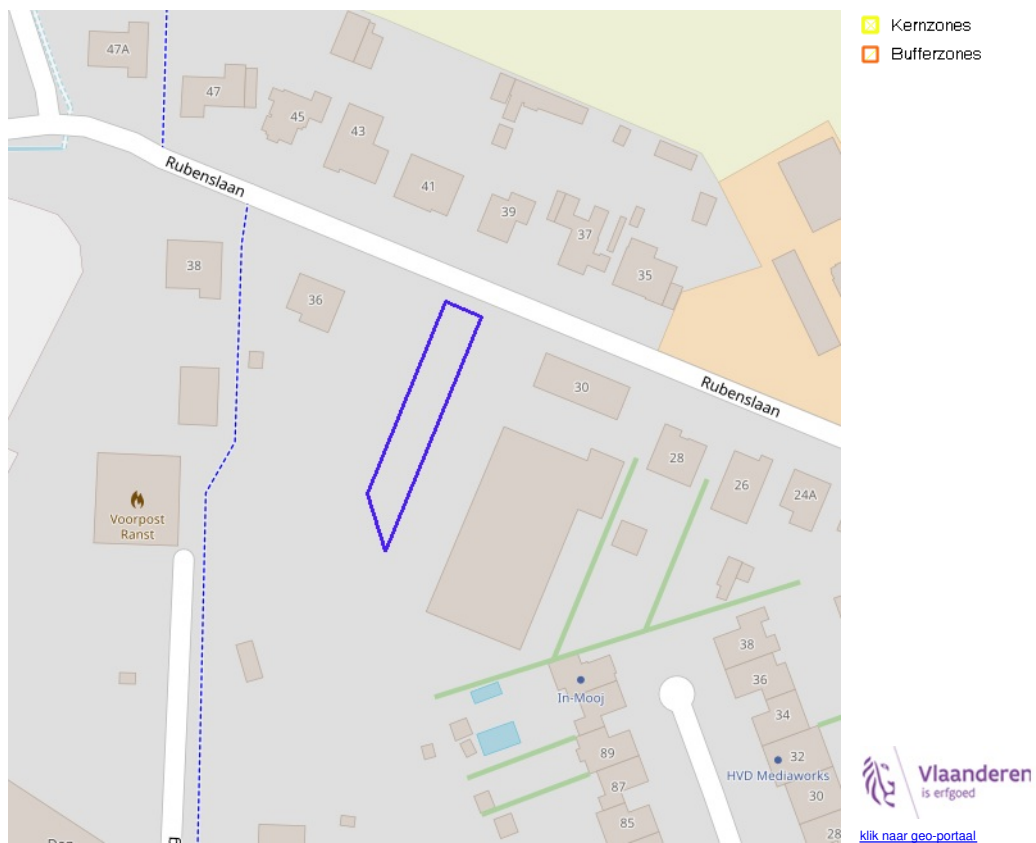 Kernzones
Bufferzones
47A
47
45
43
Rubenslaan
41
39
37
35
38
36
30
Rubenslaan
28
26
24A
Voorpost
Ranst
38
36
In-Mooj
34
89
32
HVD Mediaworks
87
30
85
28
Vlaanderen
is erfgoed
klik naar geo-portaal